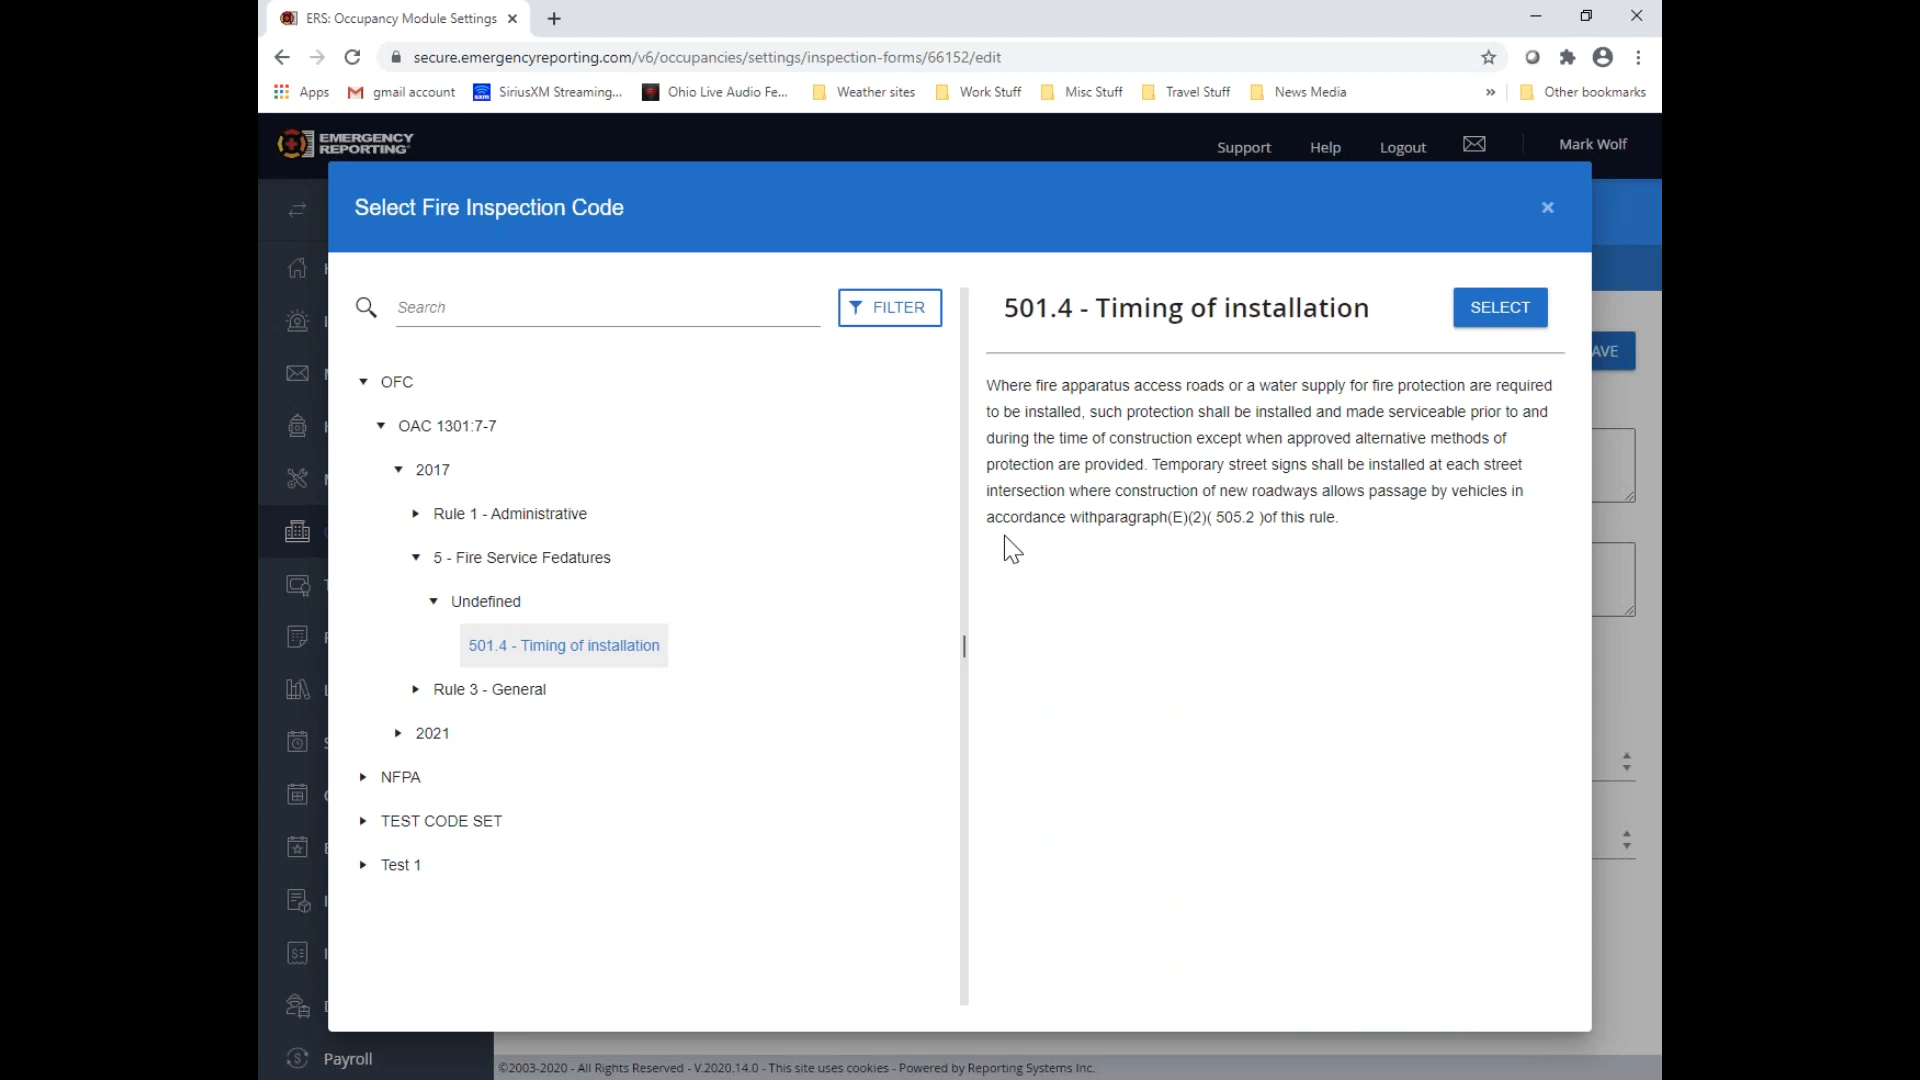 ERS: Occupancy Module Settings
secure.emergencyreporting.com/v6/occupancies/settings/inspection-forms/66152/edit
Apps gmail account SiriusXM Streaming... Ohio Live Audio Fe... Weather sites Work Stuff Misc Stuff Travel Stuff News Media » Other bookmarks
EMERGENCY
REPORTING
Support Help Logout Mark Wolf
Select Fire Inspection Code
Search
FILTER
501.4 - Timing of installation
SELECT
AVE
OFC
OAC 1301:7-7
2017
Rule 1 - Administrative
5 - Fire Service Fedatures
Undefined
501.4 - Timing of installation
Rule 3 - General
2021
NFPA
TEST CODE SET
Test 1
Where fire apparatus access roads or a water supply for fire protection are required
to be installed, such protection shall be installed and made serviceable prior to and
during the time of construction except when approved alternative methods of
protection are provided. Temporary street signs shall be installed at each street
intersection where construction of new roadways allows passage by vehicles in
accordance withparagraph(E)(2)( 505.2 )of this rule.
Payroll
©2003-2020 - All Rights Reserved - V.2020.14.0 - This site uses cookies - Powered by Reporting Systems Inc.